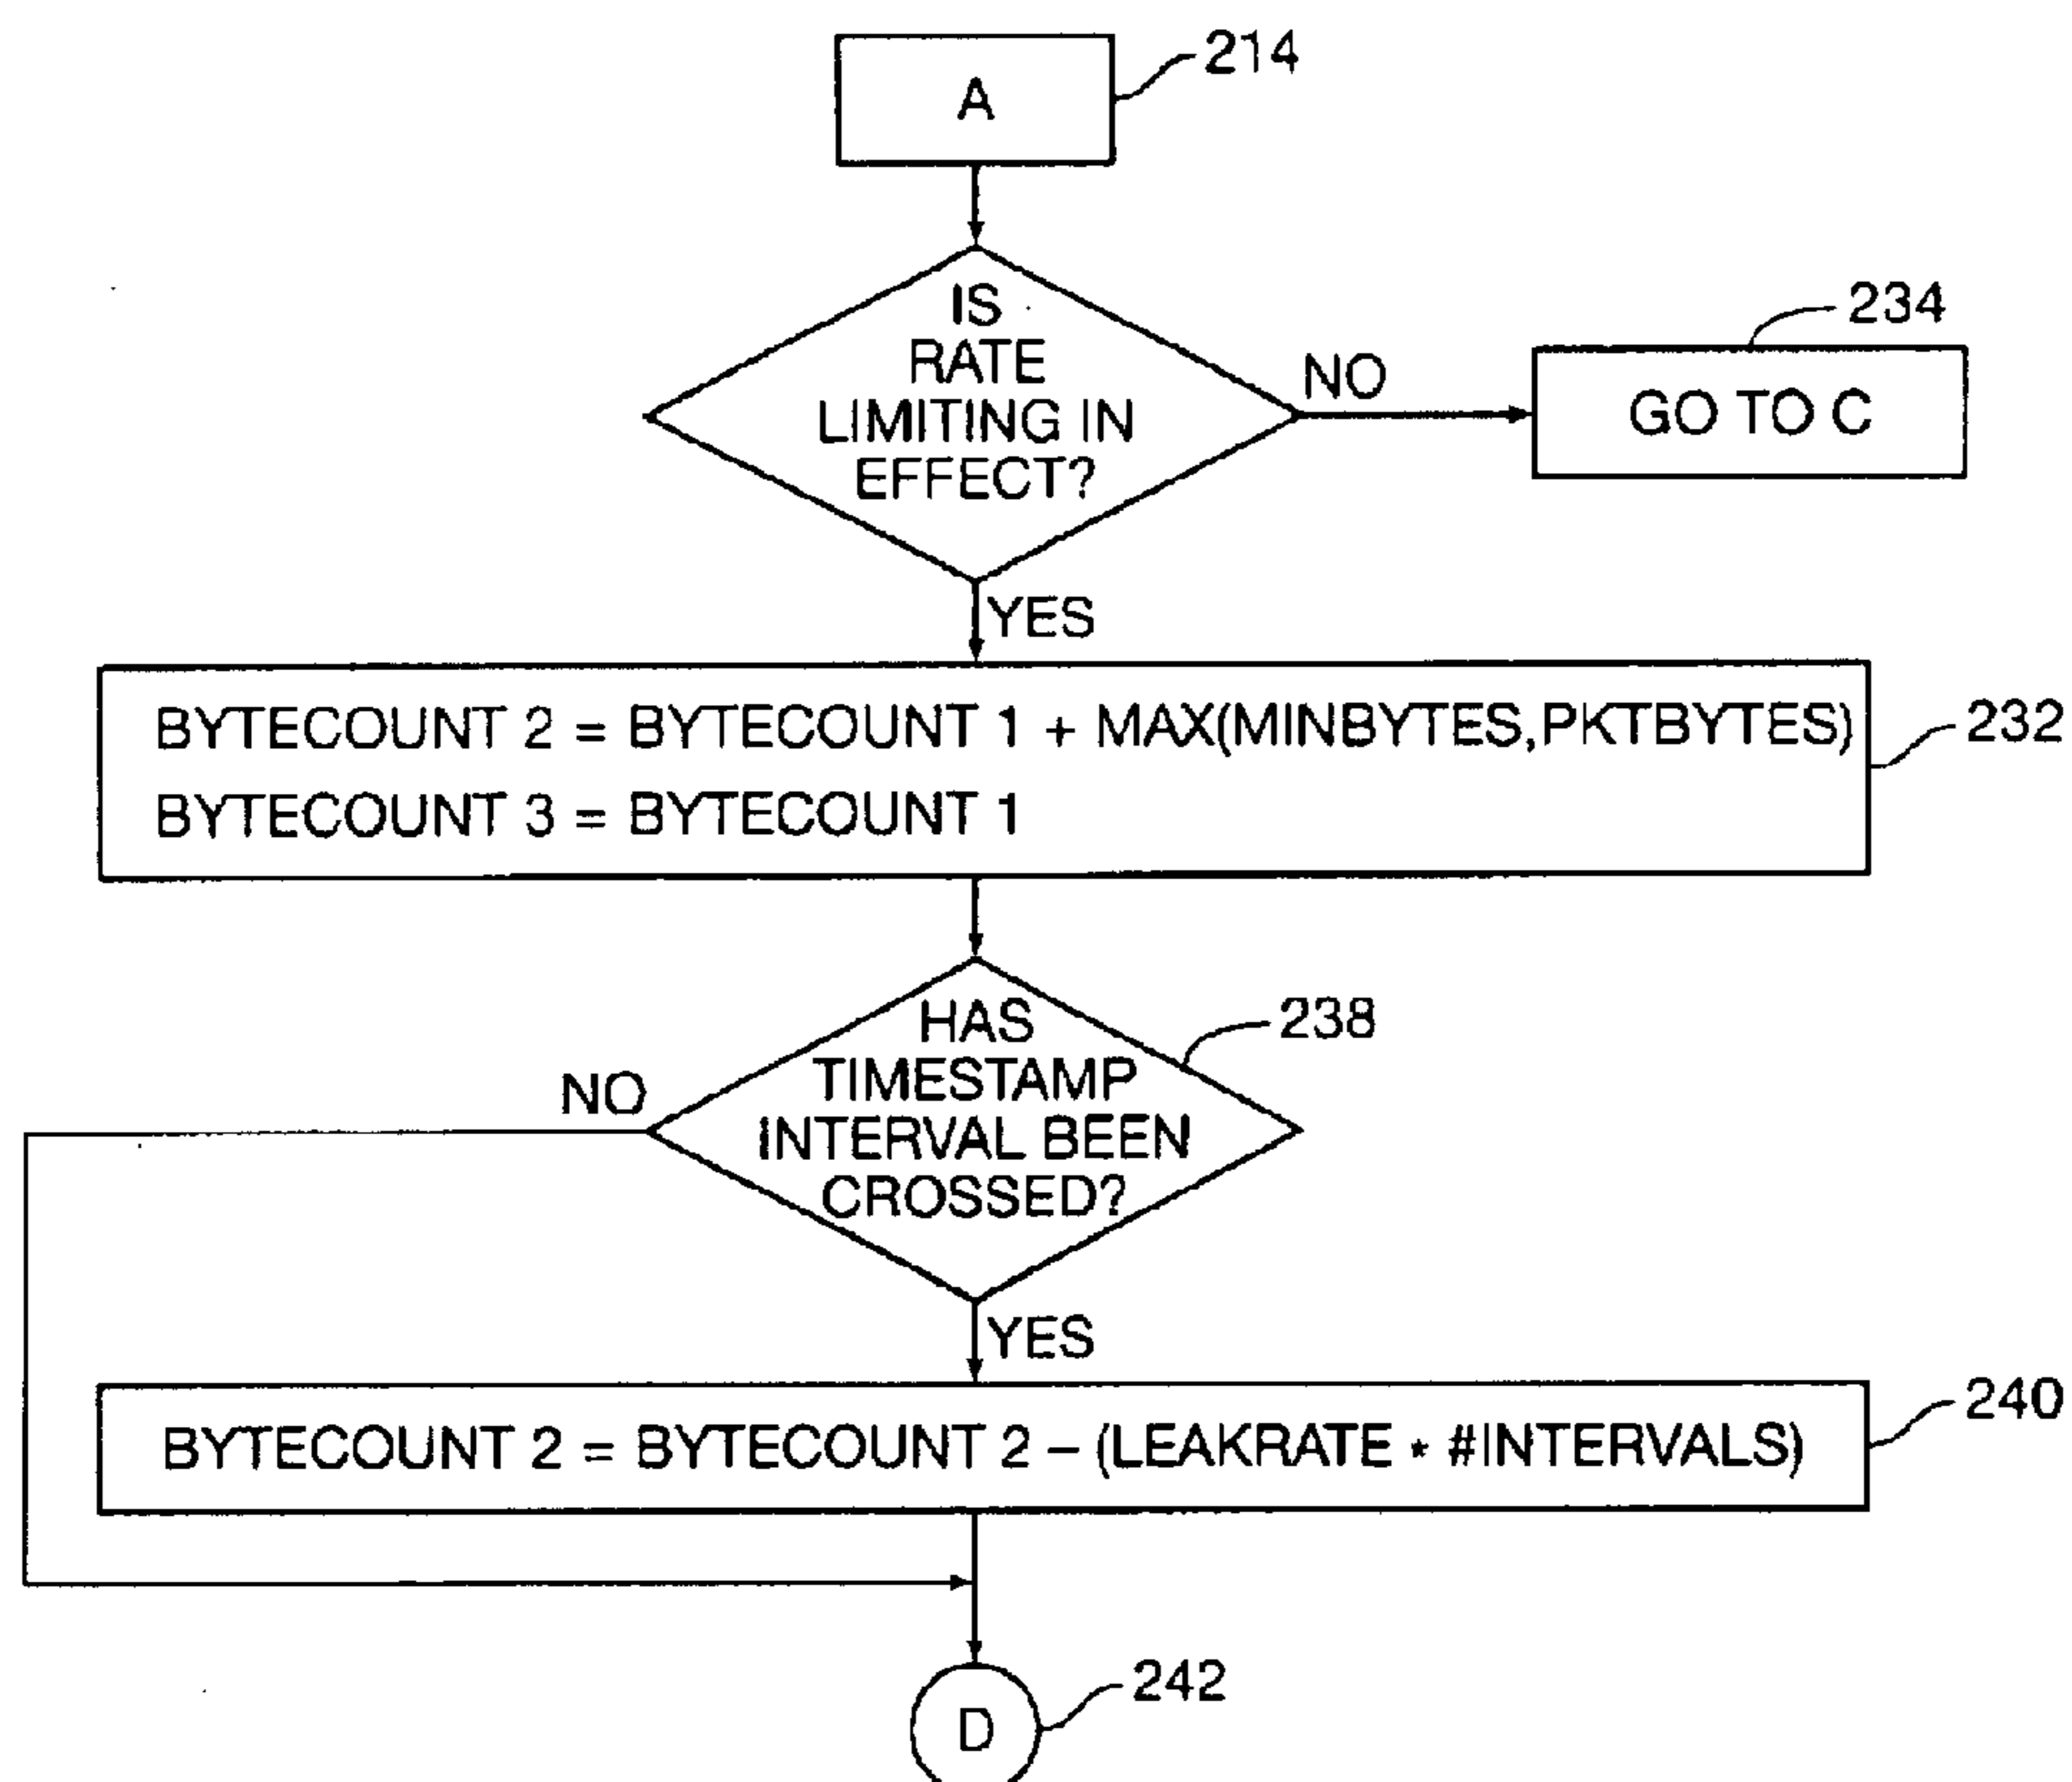 A
214
IS
RATE
LIMITING IN
EFFECT?
NO
234
GO TO C
YES
BYTECOUNT 2 = BYTECOUNT 1 + MAX(MINBYTES,PKTBYTES)
BYTECOUNT 3 = BYTECOUNT 1
232
HAS
TIMESTAMP
INTERVAL BEEN
CROSSED?
238
NO
YES
BYTECOUNT 2 = BYTECOUNT 2 – (LEAKRATE * #INTERVALS)
240
D
242